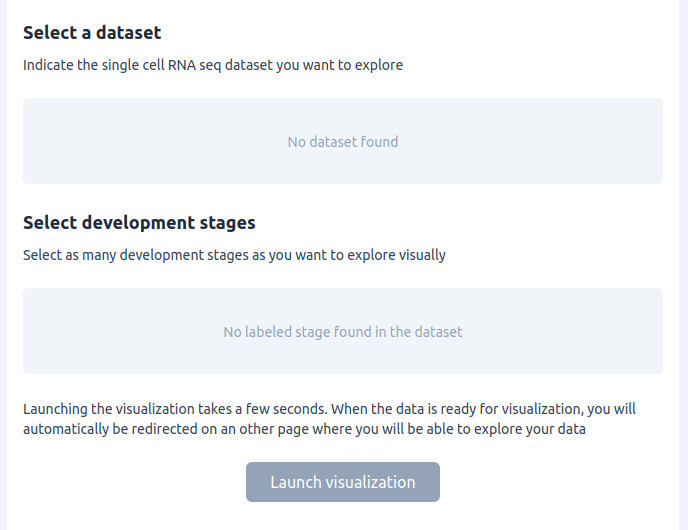 Select a dataset
Indicate the single cell RNA seq dataset you want to explore
No dataset found
Select development stages
Select as many development stages as you want to explore visually
No labeled stage found in the dataset
Launching the visualization takes a few seconds. When the data is ready for visualization, you will
automatically be redirected on an other page where you will be able to explore your data
Launch visualization